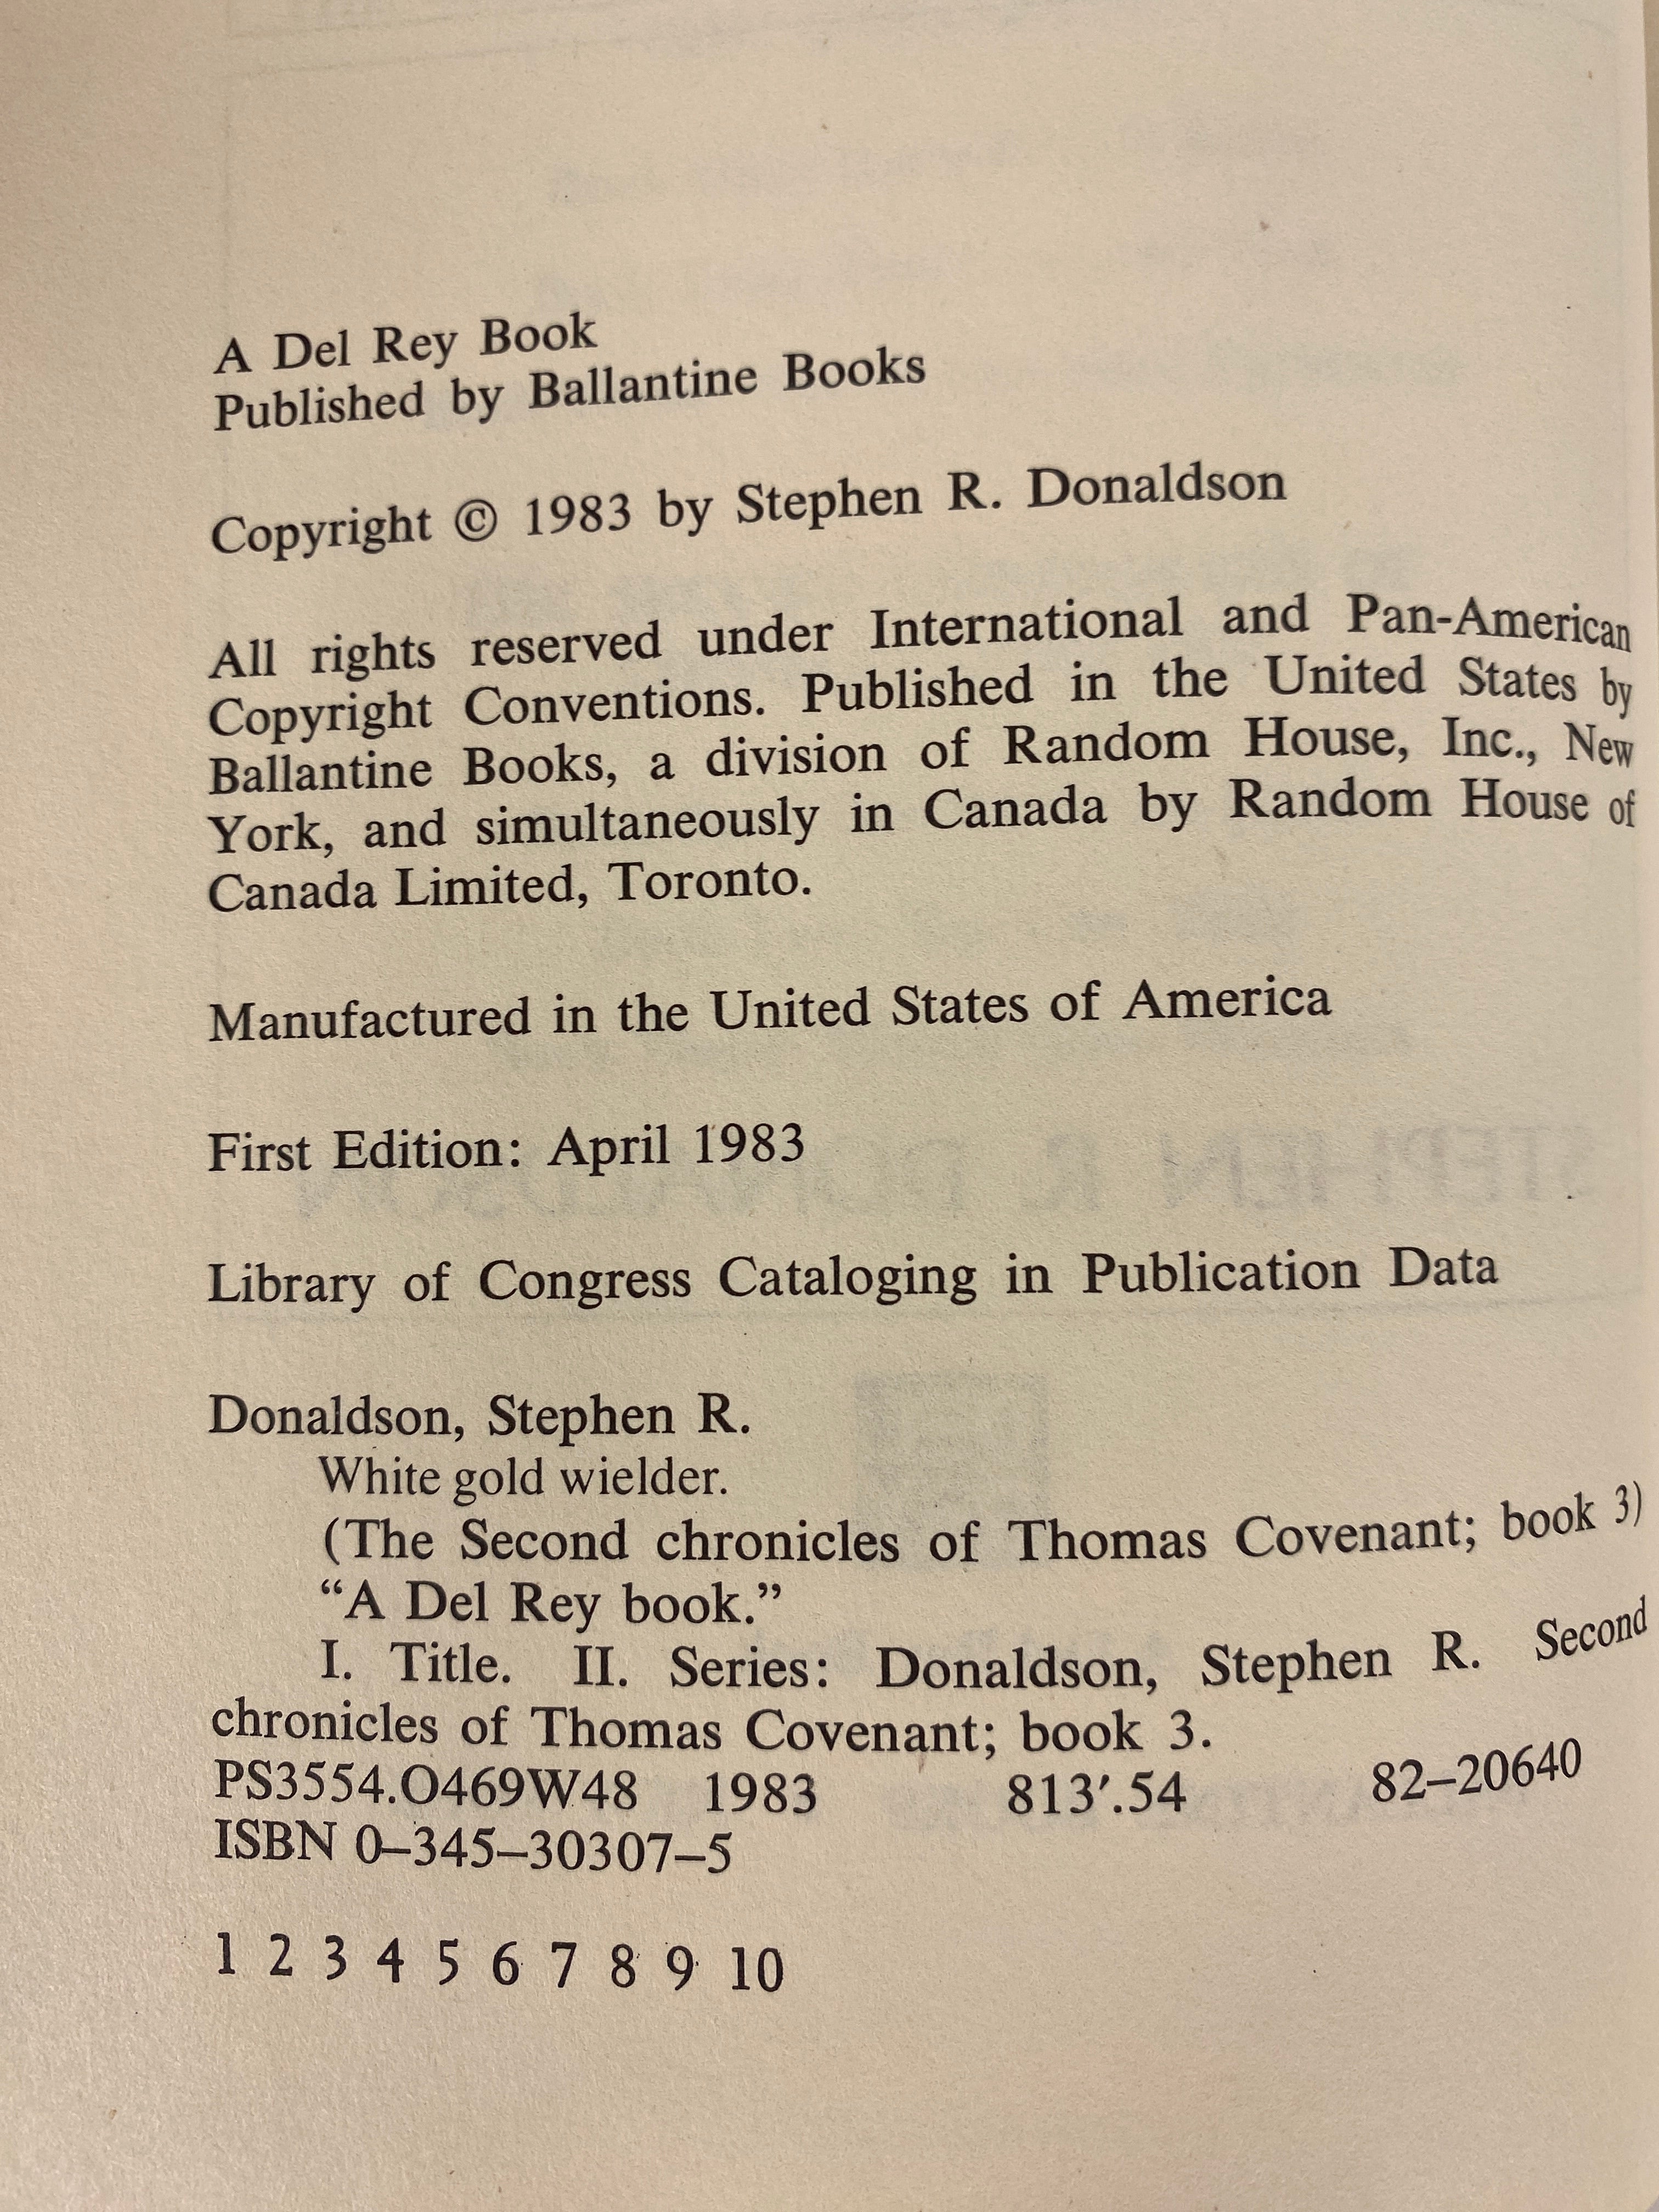 A Del Rey Book
Published by Ballantine Books
Copyright © 1983 by Stephen R. Donaldson
All rights reserved under International and Pan-American
Copyright Conventions. Published in the United States by
Ballantine Books, a division of Random House, Inc., New
York, and simultaneously in Canada by Random House of
Canada Limited, Toronto.
Manufactured in the United States of America
First Edition: April 1983
Library of Congress Cataloging in Publication Data
Donaldson, Stephen R.
White gold wielder.
(The Second chronicles of Thomas Covenant; book 3)
“A Del Rey book.”
I. Title. II. Series: Donaldson, Stephen R. Second
chronicles of Thomas Covenant; book 3.
PS3554.O469W48 1983 813′.54 82–20640
ISBN 0–345–30307–5
1 2 3 4 5 6 7 8 9 10